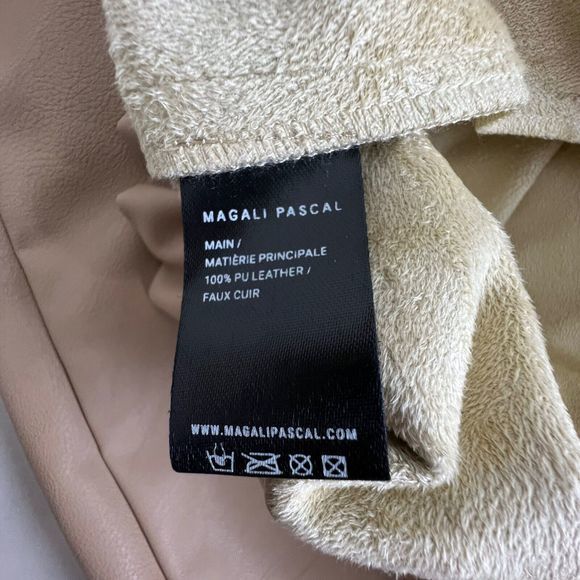 MAGALI PASCAL
MAIN /
MATIÈRIE PRINCIPALE
100% PU LEATHER /
FAUX CUIR
WWW.MAGALIPASCAL.COM